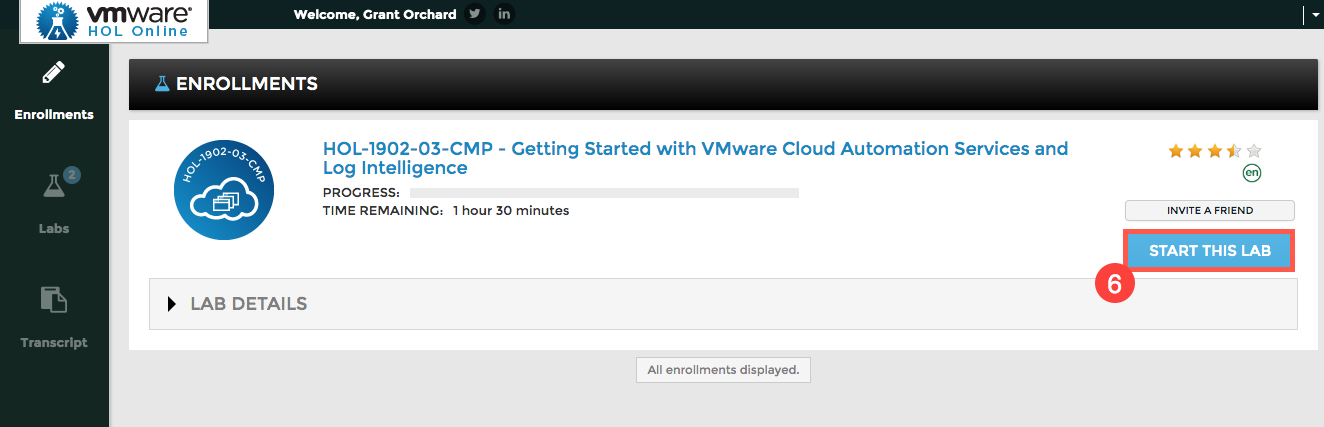 vmware
HOL Online
Welcome, Grant Orchard
Enrollments
2
Labs
Transcript
ENROLLMENTS
HOL-1902-03-CMP
HOL-1902-03-CMP - Getting Started with VMware Cloud Automation Services and
Log Intelligence
PROGRESS:
TIME REMAINING: 1 hour 30 minutes
en
INVITE A FRIEND
START THIS LAB
6
LAB DETAILS
All enrollments displayed.